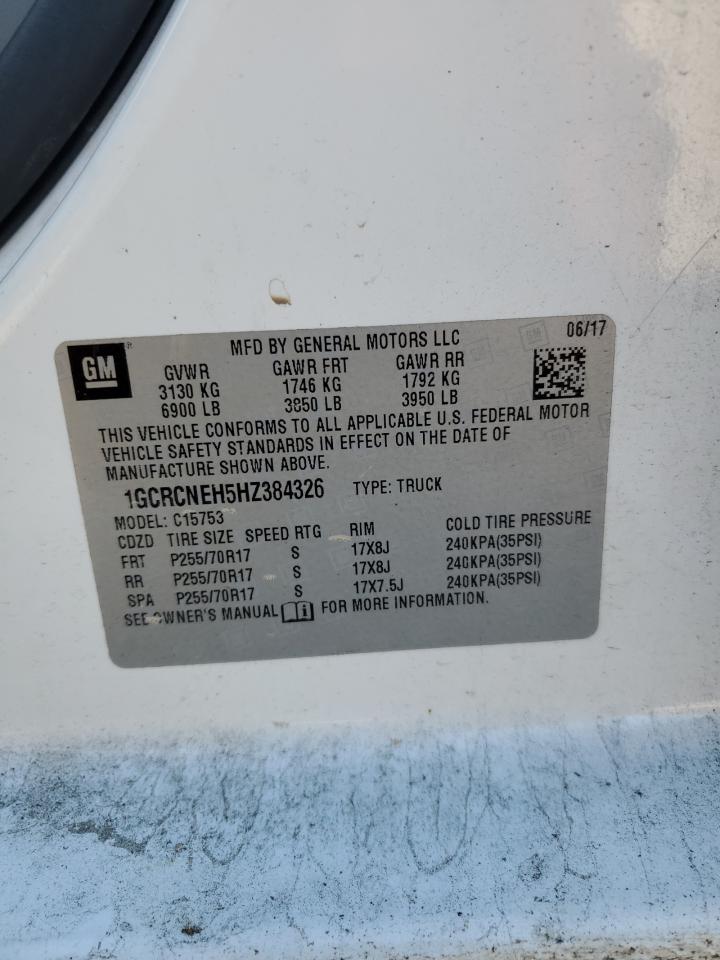 GM
MFD BY GENERAL MOTORS LLC
06/17
GVWR GAWR FRT GAWR RR
3130 KG 1746 KG 1792 KG
6900 LB 3850 LB 3950 LB
THIS VEHICLE CONFORMS TO ALL APPLICABLE U.S. FEDERAL MOTOR
VEHICLE SAFETY STANDARDS IN EFFECT ON THE DATE OF
MANUFACTURE SHOWN ABOVE.
1GCRCNEH5HZ384326 TYPE: TRUCK
MODEL: C15753
CDZD TIRE SIZE SPEED RTG RIM COLD TIRE PRESSURE
FRT P255/70R17 S 17X8J 240KPA(35PSI)
RR P255/70R17 S 17X8J 240KPA(35PSI)
SPA P255/70R17 S 17X7.5J 240KPA(35PSI)
SEE OWNER'S MANUAL FOR MORE INFORMATION.